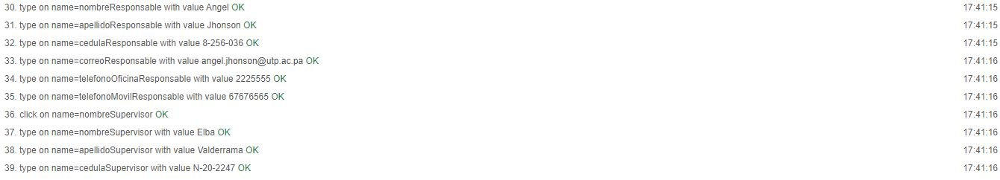 30. type on name=nombreResponsable with value Angel OK 17:41:15
31. type on name=apellidoResponsable with value Jhonson OK 17:41:15
32. type on name=cedulaResponsable with value 8-256-036 OK 17:41:15
33. type on name=correoResponsable with value angel.jhonson@utp.ac.pa OK 17:41:16
34. type on name=telefonoOficinaResponsable with value 2225555 OK 17:41:16
35. type on name=telefonoMovilResponsable with value 67676565 OK 17:41:16
36. click on name=nombreSupervisor OK 17:41:16
37. type on name=nombreSupervisor with value Elba OK 17:41:16
38. type on name=apellidoSupervisor with value Valderrama OK 17:41:16
39. type on name=cedulaSupervisor with value N-20-2247 OK 17:41:16